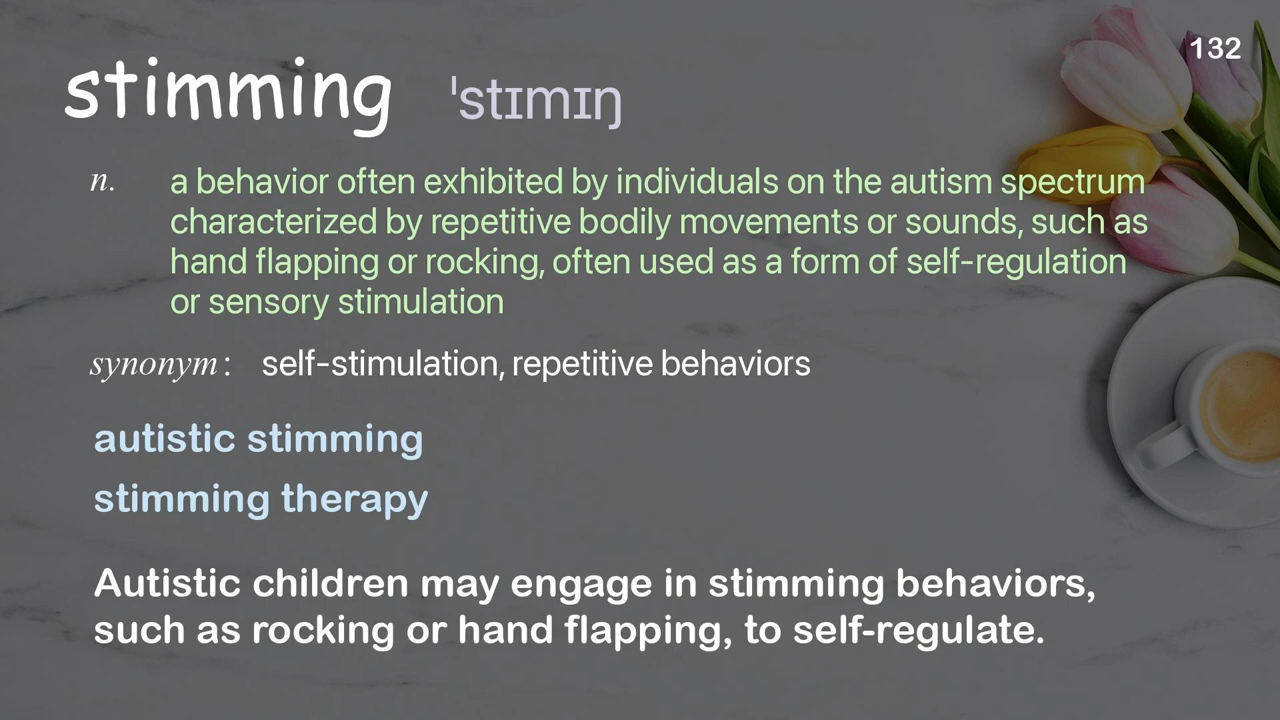 132
stimming ˈstɪmɪŋ
n. a behavior often exhibited by individuals on the autism spectrum
characterized by repetitive bodily movements or sounds, such as
hand flapping or rocking, often used as a form of self-regulation
or sensory stimulation
synonym: self-stimulation, repetitive behaviors
autistic stimming
stimming therapy
Autistic children may engage in stimming behaviors,
such as rocking or hand flapping, to self-regulate.